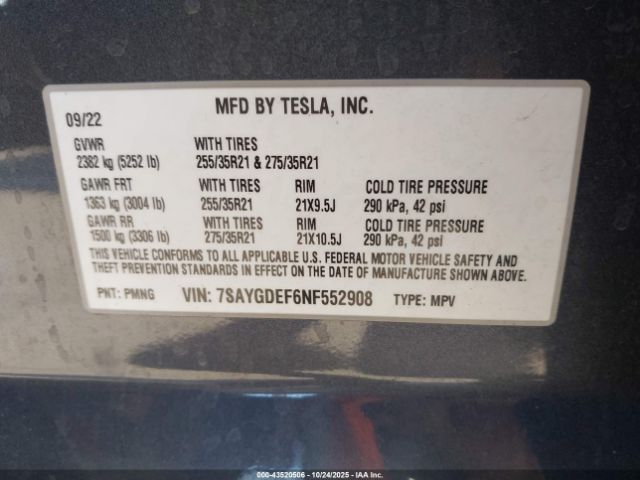 MFD BY TESLA, INC.
09/22
GVWR WITH TIRES
2382 kg (5252 lb) 255/35R21 & 275/35R21
GAWR FRT WITH TIRES RIM COLD TIRE PRESSURE
1363 kg (3004 lb) 255/35R21 21X9.5J 290 kPa, 42 psi
GAWR RR WITH TIRES RIM COLD TIRE PRESSURE
1500 kg (3306 lb) 275/35R21 21X10.5J 290 kPa, 42 psi
THIS VEHICLE CONFORMS TO ALL APPLICABLE U.S. FEDERAL MOTOR VEHICLE SAFETY AND
THEFT PREVENTION STANDARDS IN EFFECT ON THE DATE OF MANUFACTURE SHOWN ABOVE.
PNT: PMNG VIN: 7SAYGDEF6NF552908 TYPE: MPV
000-43520506 - 10/24/2025 - IAA Inc.